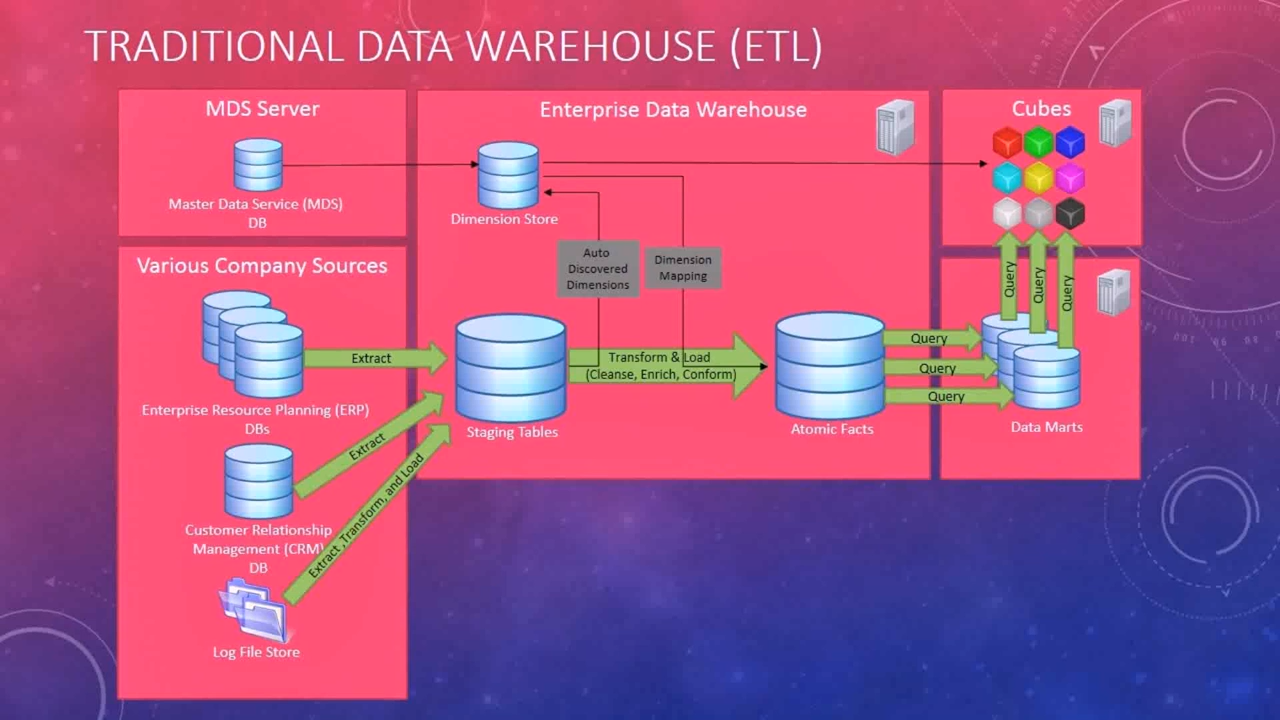 TRADITIONAL DATA WAREHOUSE (ETL)
MDS Server
Master Data Service (MDS)
DB
Various Company Sources
Enterprise Resource Planning (ERP)
DBs
Customer Relationship
Management (CRM)
DB
Log File Store
Extract
Extract
Extract ,Transform, and Load
Enterprise Data Warehouse
Dimension Store
Auto
Discovered
Dimensions
Dimension
Mapping
Staging Tables
Transform & Load
(Cleanse, Enrich, Conform)
Atomic Facts
Query
Query
Query
Cubes
Query
Query
Query
Data Marts